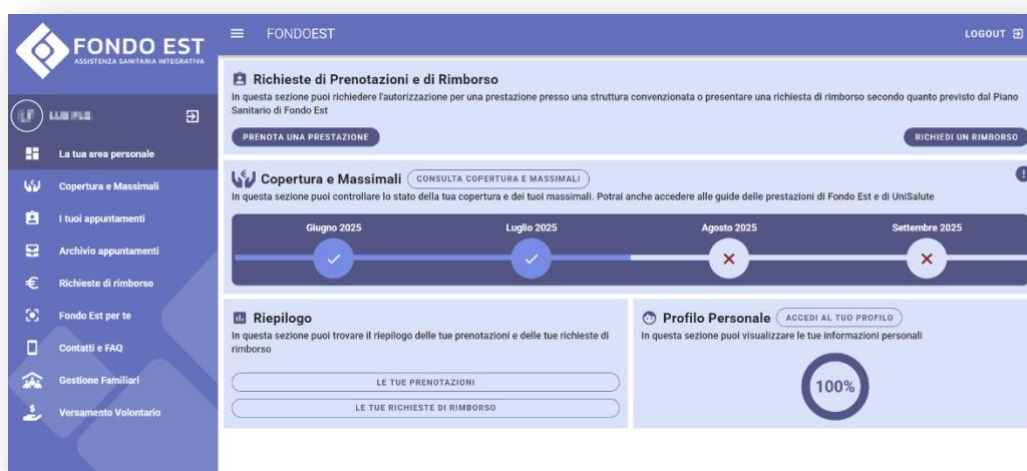 FONDO EST
ASSISTENZA SANITARIA INTEGRATIVA
La tua area personale
Copertura e Massimali
I tuoi appuntamenti
Archivio appuntamenti
Richieste di rimborso
Fondo Est per te
Contatti e FAQ
Gestione Familiari
Versamento Volontario
FONDOEST
LOGOUT
Richieste di Prenotazioni e di Rimborso
In questa sezione puoi richiedere l'autorizzazione per una prestazione presso una struttura convenzionata o presentare una richiesta di rimborso secondo quanto previsto dal Piano
Sanitario di Fondo Est
PRENOTA UNA PRESTAZIONE
RICHIEDI UN RIMBORSO
Copertura e Massimali CONSULTA COPERTURA E MASSIMALI
In questa sezione puoi controllare lo stato della tua copertura e dei tuoi massimali. Potrai anche accedere alle guide delle prestazioni di Fondo Est e di UniSalute
Giugno 2025 Luglio 2025 Agosto 2025 Settembre 2025
Riepilogo
In questa sezione puoi trovare il riepilogo delle tue prenotazioni e delle tue richieste di
rimborso
LE TUE PRENOTAZIONI
LE TUE RICHIESTE DI RIMBORSO
Profilo Personale ACCEDI AL TUO PROFILO
In questa sezione puoi visualizzare le tue informazioni personali
100%